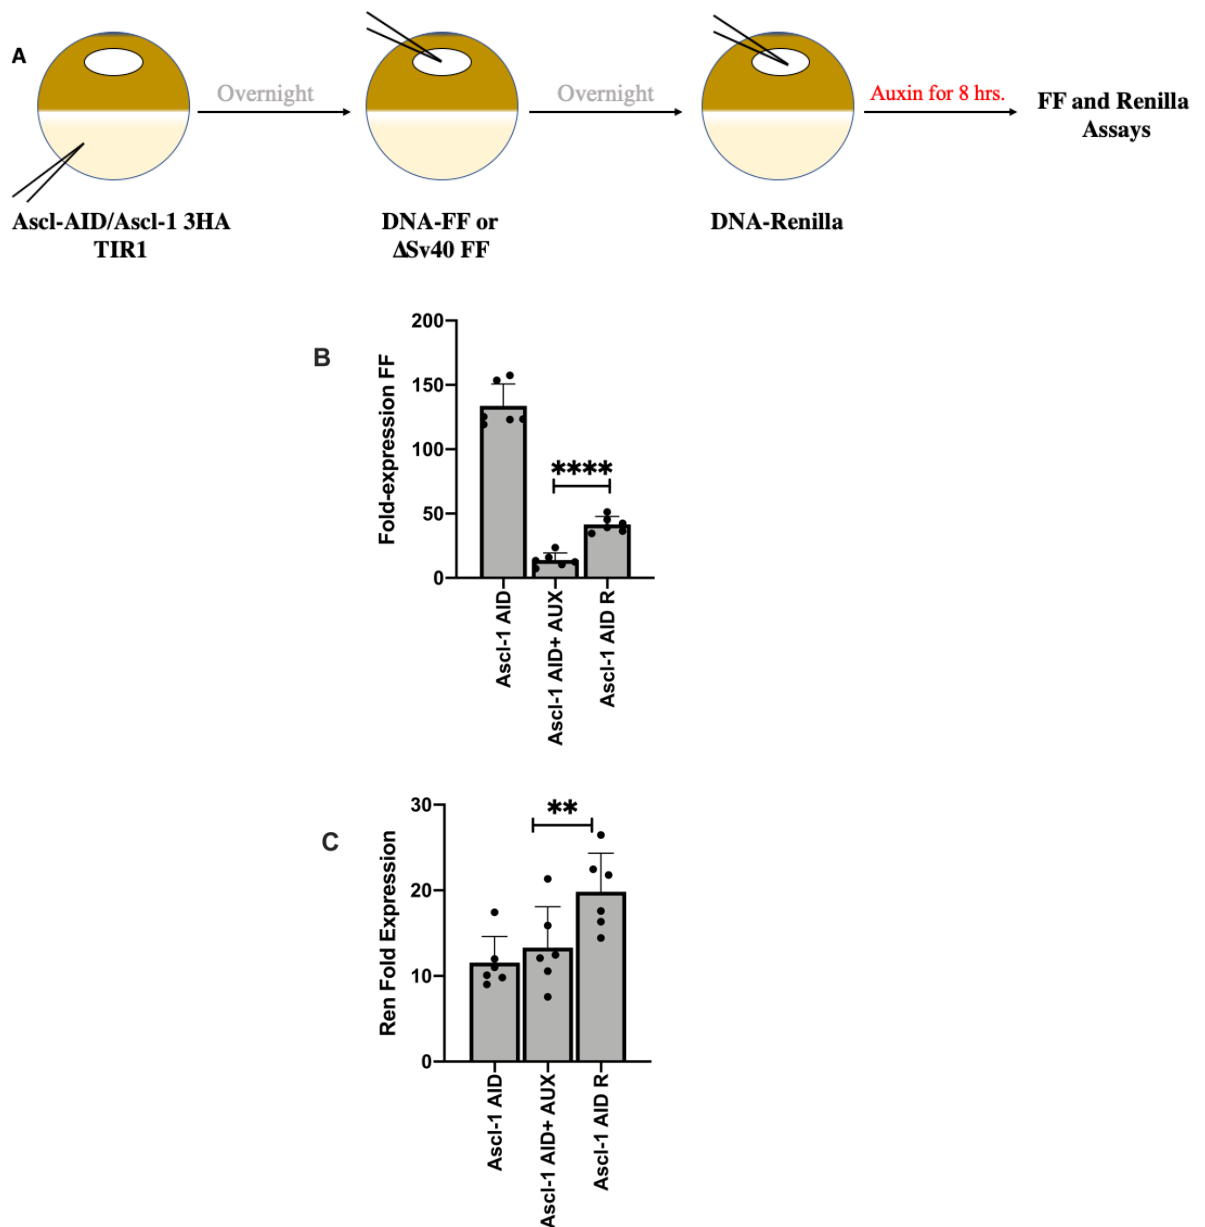 A
Overnight
Overnight
Auxin for 8 hrs.
FF and Renilla
Assays
Ascl-AID/Ascl-1 3HA
TIR1
DNA-FF or
ΔSv40 FF
DNA-Renilla
B
Fold-expression FF
200
150
100
50
0
****
Ascl-1 AID
Ascl-1 AID+ AUX
Ascl-1 AID R
C
Ren Fold Expression
30
20
10
0
**
Ascl-1 AID
Ascl-1 AID+ AUX
Ascl-1 AID R